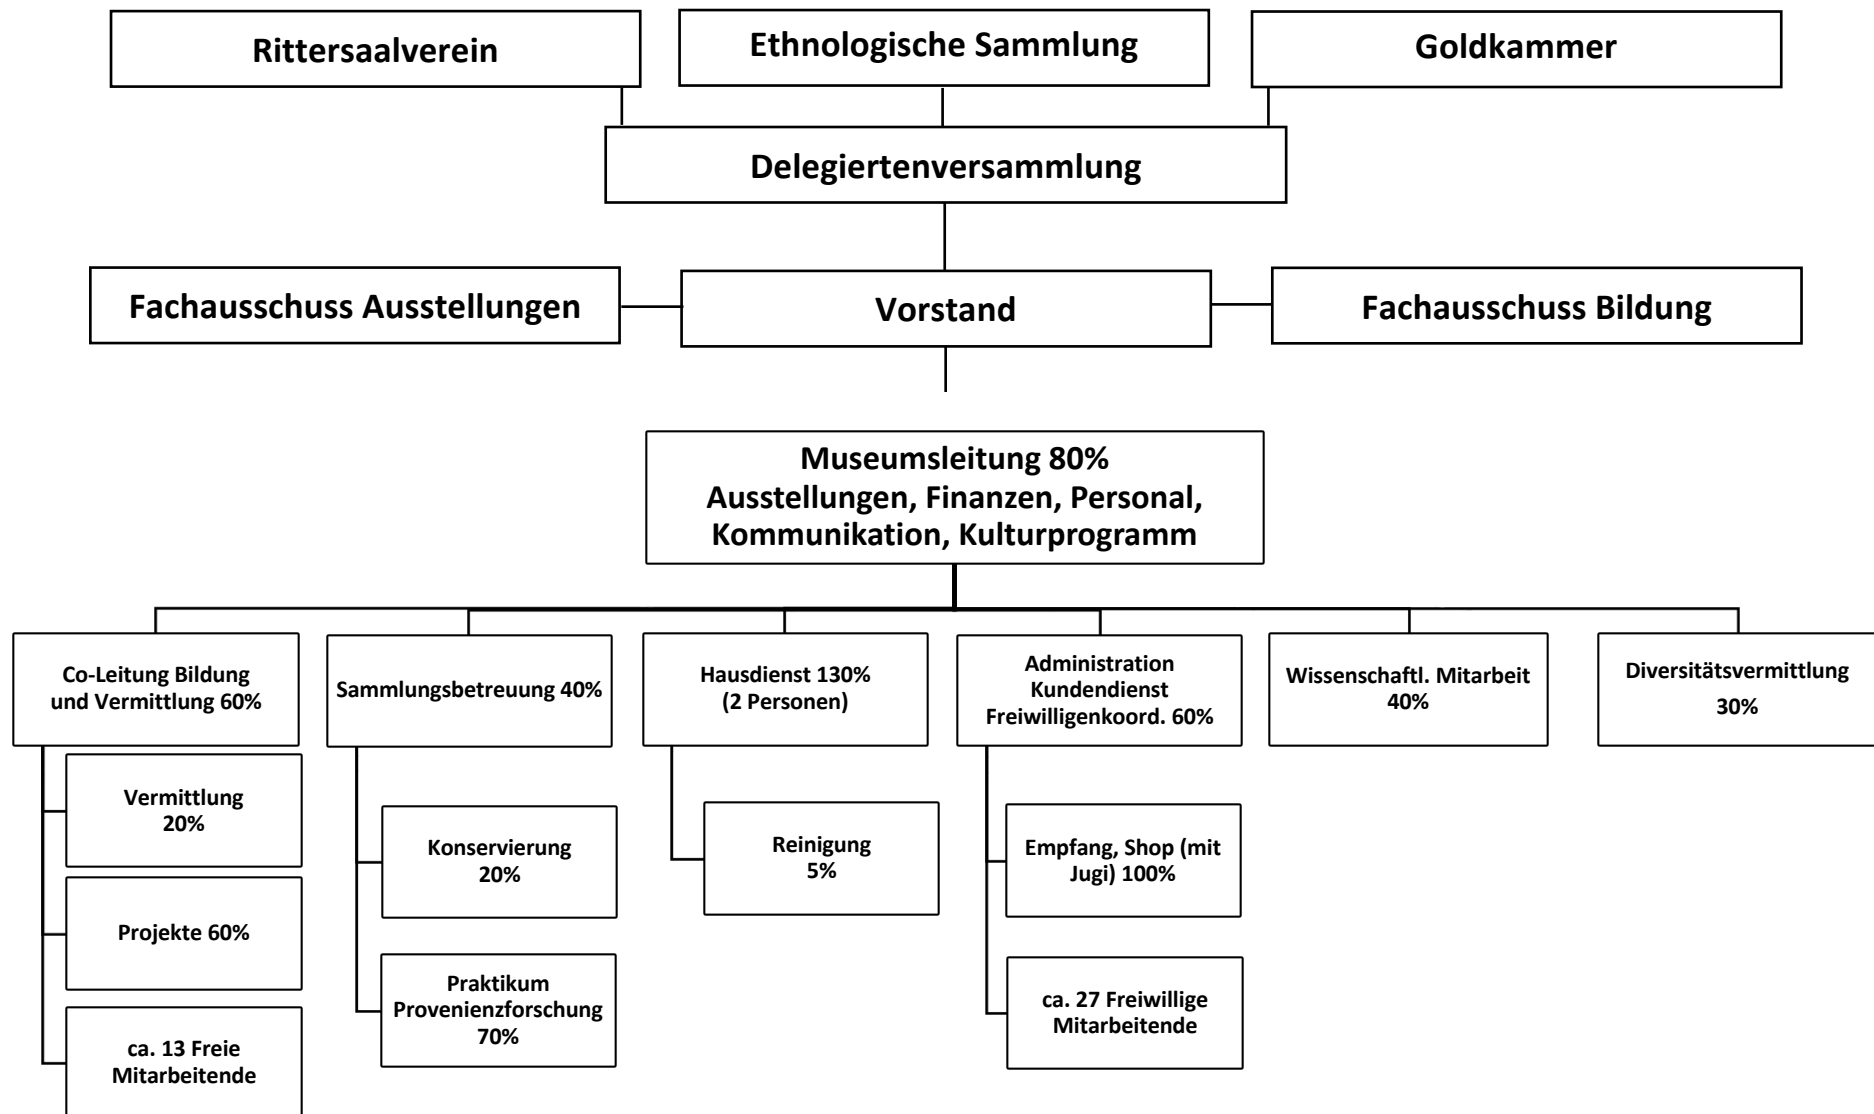 Rittersaalverein
Ethnologische Sammlung
Goldkammer
Delegiertenversammlung
Fachausschuss Ausstellungen
Vorstand
Fachausschuss Bildung
Museumsleitung 80%
Ausstellungen, Finanzen, Personal,
Kommunikation, Kulturprogramm
Co-Leitung Bildung
und Vermittlung 60%
Sammlungsbetreuung 40%
Hausdienst 130%
(2 Personen)
Administration
Kundendienst
Freiwilligenkoord. 60%
Wissenschaftl. Mitarbeit
40%
Diversitätsvermittlung
30%
Vermittlung
20%
Projekte 60%
ca. 13 Freie
Mitarbeitende
Konservierung
20%
Praktikum
Provenienzforschung
70%
Reinigung
5%
Empfang, Shop (mit
Jugi) 100%
ca. 27 Freiwillige
Mitarbeitende